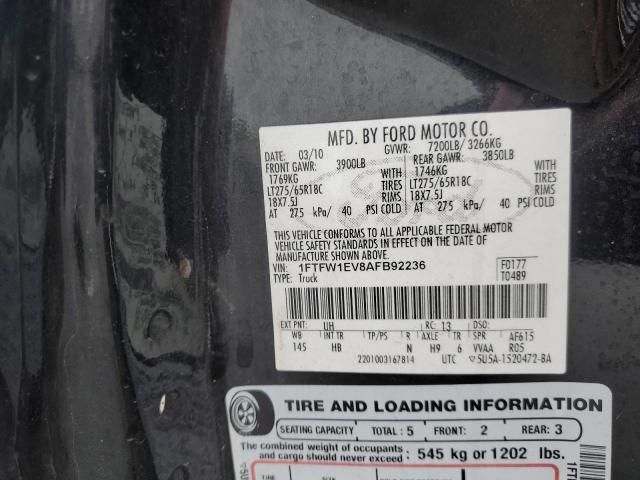 MFD. BY FORD MOTOR CO.
DATE: 03/10 GVWR: 7200LB/ 3266KG
3900LB REAR GAWR: 3850LB
1769KG WITH 1746KG WITH
LT275/65R18C TIRES LT275/65R18C TIRES
18X7.5J RIMS 18X7.5J RIMS
AT 275 kPa/ 40 PSI COLD AT 275 kPa/ 40 PSI COLD
THIS VEHICLE CONFORMS TO ALL APPLICABLE FEDERAL MOTOR
VEHICLE SAFETY STANDARDS IN EFFECT ON THE DATE OF
MANUFACTURE SHOWN ABOVE.
VIN: 1FTFW1EV8AFB92236 F0177
TYPE: Truck T0489
EXT PNT: UH RC: 13 DSO:
WB INT TR TP/PS R AXLE TR SPR AF615
145 HB N H9 6 VVAA R05
2201003167814 UTC ▽5U5A-1520472-BA
TIRE AND LOADING INFORMATION
SEATING CAPACITY TOTAL: 5 FRONT: 2 REAR: 3
The combined weight of occupants
and cargo should never exceed: 545 kg or 1202 lbs.